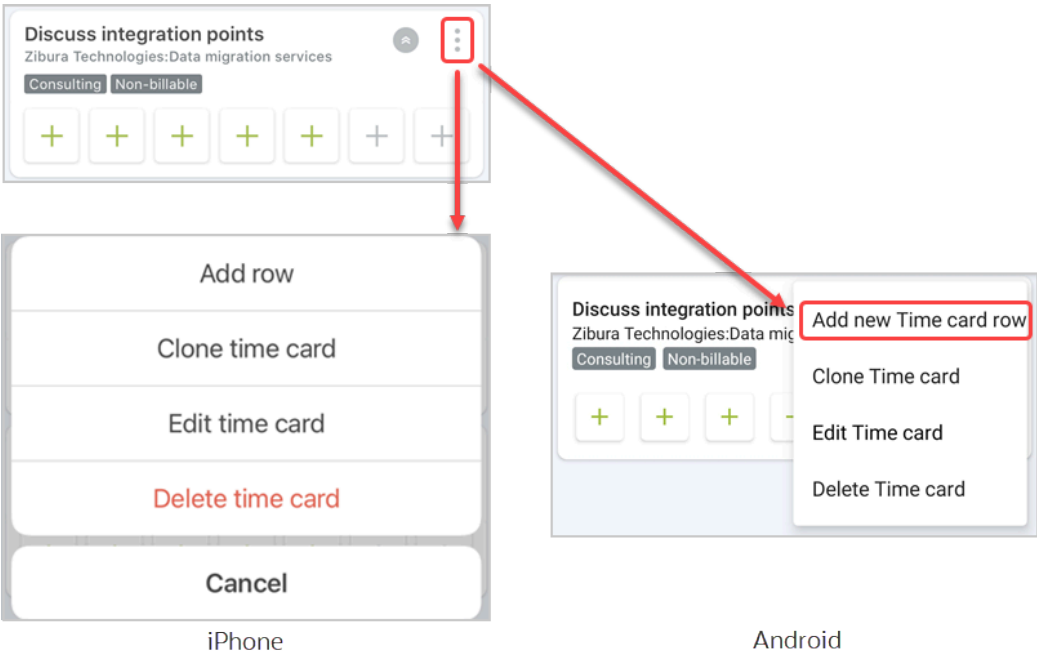 Discuss integration points
Zibura Technologies:Data migration services
Consulting Non-billable
Add row
Clone time card
Edit time card
Delete time card
Cancel
iPhone
Discuss integration points
Zibura Technologies:Data mig
Consulting Non-billable
Add new Time card row
Clone Time card
Edit Time card
Delete Time card
Android